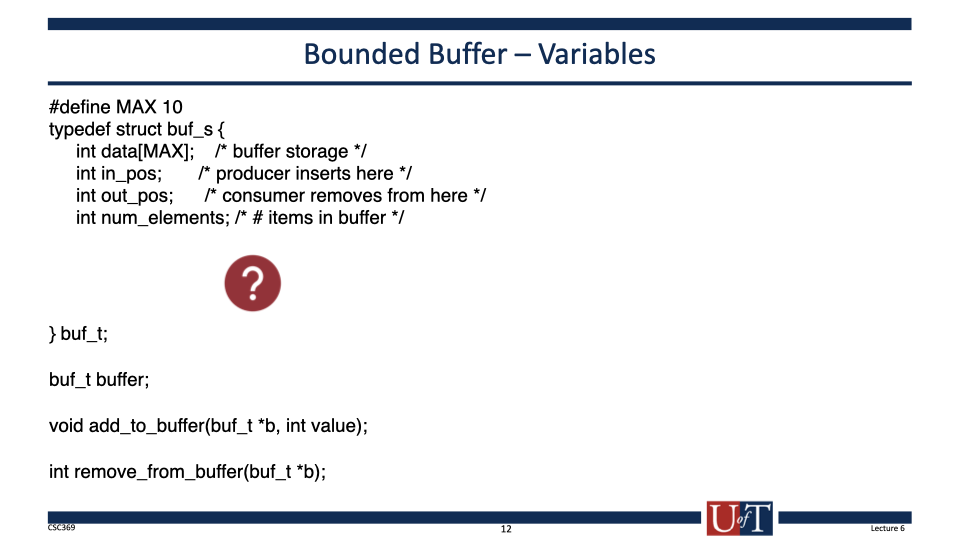 Bounded Buffer – Variables
#define MAX 10
typedef struct buf_s {
int data[MAX]; /* buffer storage */
int in_pos; /* producer inserts here */
int out_pos; /* consumer removes from here */
int num_elements; /* # items in buffer */
?
} buf_t;
buf_t buffer;
void add_to_buffer(buf_t *b, int value);
int remove_from_buffer(buf_t *b);
CSC369
12
U of T
Lecture 6